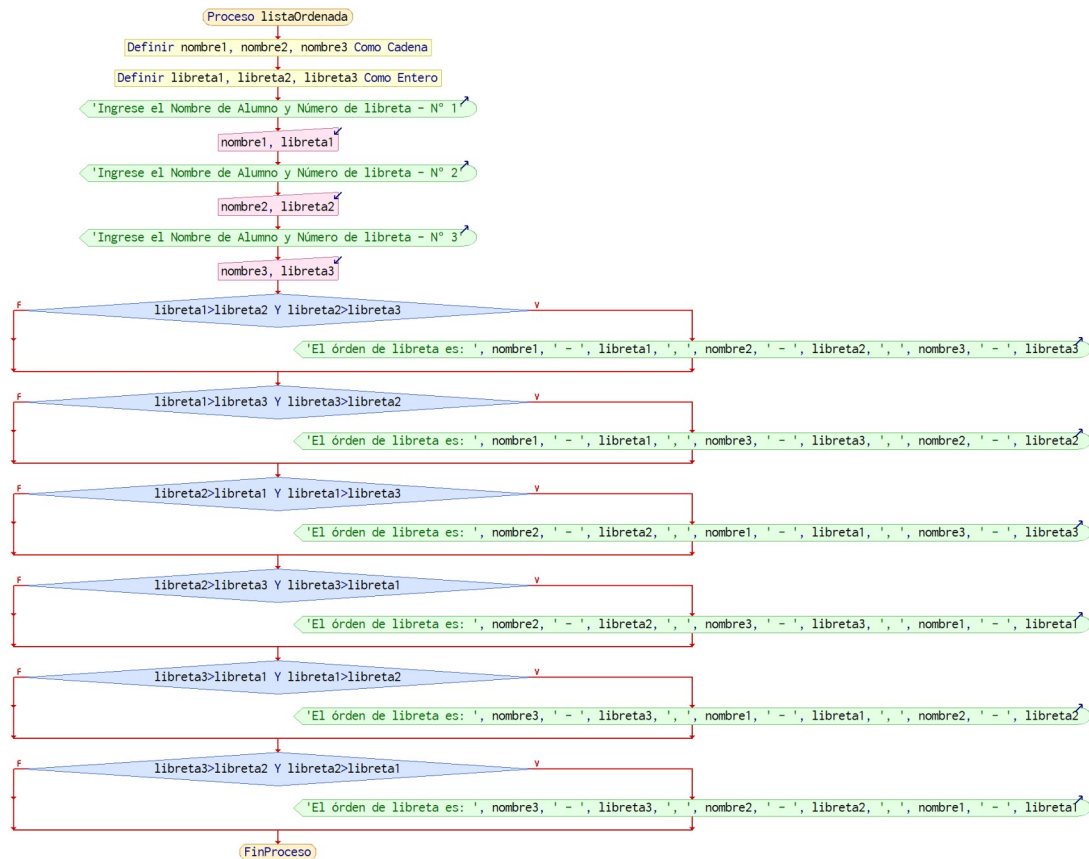 Proceso listaOrdenada
Definir nombre1, nombre2, nombre3 Como Cadena
Definir libreta1, libreta2, libreta3 Como Entero
'Ingrese el Nombre de Alumno y Número de libreta - N° 1'
nombre1, libreta1
'Ingrese el Nombre de Alumno y Número de libreta - N° 2'
nombre2, libreta2
'Ingrese el Nombre de Alumno y Número de libreta - N° 3'
nombre3, libreta3
F libreta1>libreta2 Y libreta2>libreta3 V
'El órden de libreta es: ', nombre1, ' - ', libreta1, ', ', nombre2, ' - ', libreta2, ', ', nombre3, ' - ', libreta3
F libreta1>libreta3 Y libreta3>libreta2 V
'El órden de libreta es: ', nombre1, ' - ', libreta1, ', ', nombre3, ' - ', libreta3, ', ', nombre2, ' - ', libreta2
F libreta2>libreta1 Y libreta1>libreta3 V
'El órden de libreta es: ', nombre2, ' - ', libreta2, ', ', nombre1, ' - ', libreta1, ', ', nombre3, ' - ', libreta3
F libreta2>libreta3 Y libreta3>libreta1 V
'El órden de libreta es: ', nombre2, ' - ', libreta2, ', ', nombre3, ' - ', libreta3, ', ', nombre1, ' - ', libreta1
F libreta3>libreta1 Y libreta1>libreta2 V
'El órden de libreta es: ', nombre3, ' - ', libreta3, ', ', nombre1, ' - ', libreta1, ', ', nombre2, ' - ', libreta2
F libreta3>libreta2 Y libreta2>libreta1 V
'El órden de libreta es: ', nombre3, ' - ', libreta3, ', ', nombre2, ' - ', libreta2, ', ', nombre1, ' - ', libreta1
FinProceso